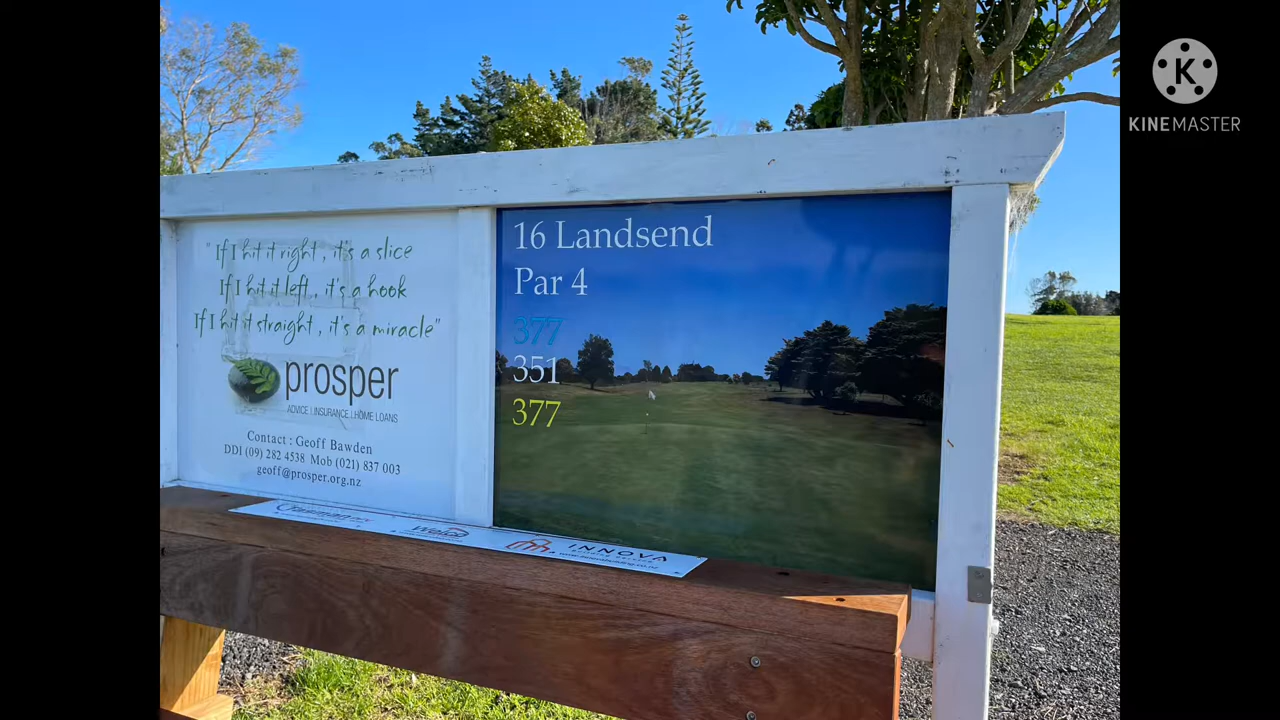 " If I hit it right , it's a slice
If I hit it left , it's a hook
If I hit it straight , it's a miracle"
prosper
ADVICE | INSURANCE | HOME LOANS
Contact : Geoff Bawden
DDI (09) 282 4538 Mob (021) 837 003
geoff@prosper.org.nz
16 Landsend
Par 4
377
351
377
INNOVA
KINEMASTER